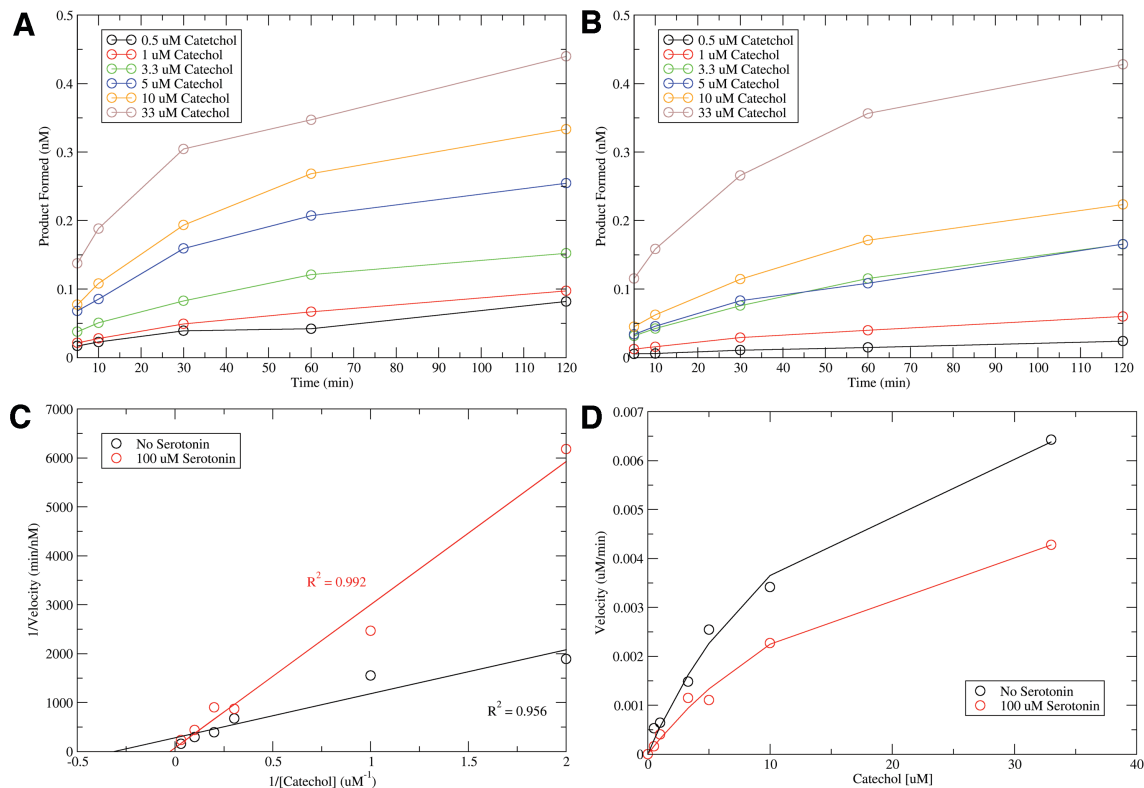 A
0.5
0.4
0.3
0.2
0.1
0
Product Formed (nM)
0.5 uM Catetchol
1 uM Catechol
3.3 uM Catechol
5 uM Catechol
10 uM Catechol
33 uM Catechol
10 20 30 40 50 60 70 80 90 100 110 120
Time (min)
B
0.5
0.4
0.3
0.2
0.1
0
Product Formed (nM)
0.5 uM Catetchol
1 uM Catechol
3.3 uM Catechol
5 uM Catechol
10 uM Catechol
33 uM Catechol
10 20 30 40 50 60 70 80 90 100 110 120
Time (min)
C
7000
6000
5000
4000
3000
2000
1000
0
1/Velocity (min/nM)
No Serotonin
100 uM Serotonin
R² = 0.992
R² = 0.956
-0.5 0 0.5 1 1.5 2
1/[Catechol] (uM⁻¹)
D
0.007
0.006
0.005
0.004
0.003
0.002
0.001
0
Velocity (uM/min)
No Serotonin
100 uM Serotonin
0 10 20 30 40
Catechol [uM]